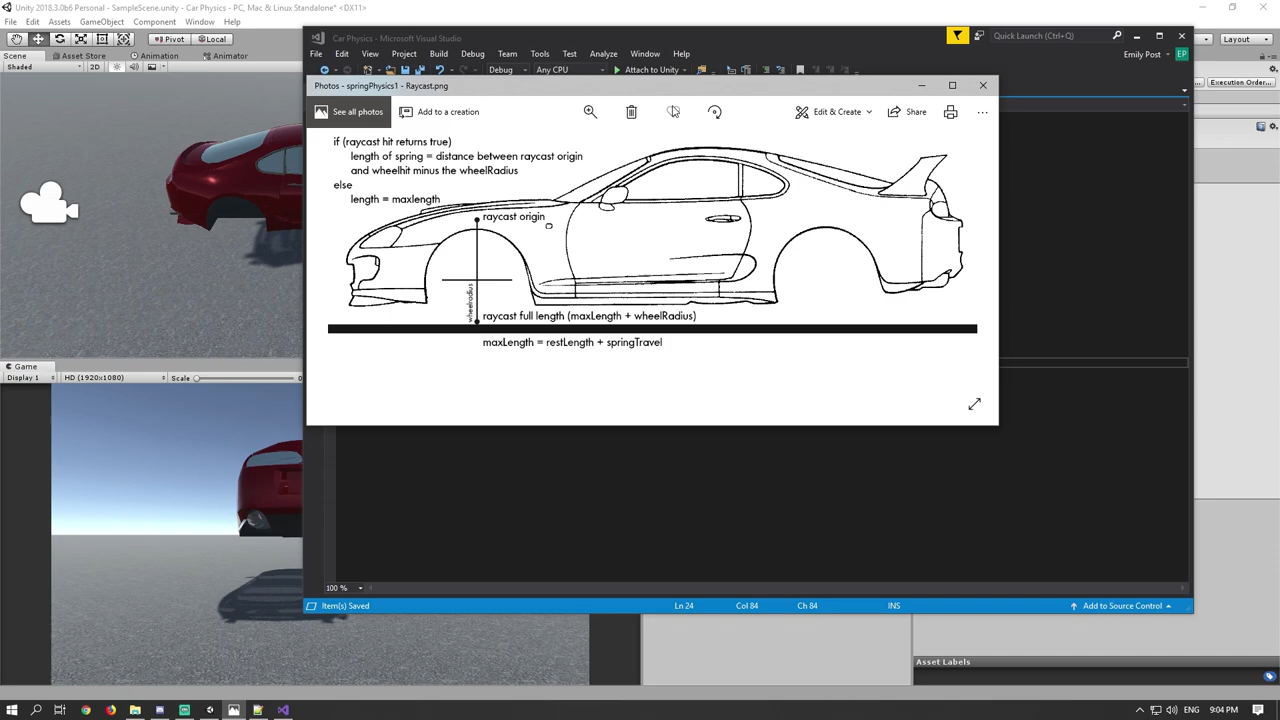 Unity 2018.3.0b6 Personal - SampleScene.unity - Car Physics - PC, Mac & Linux Standalone* <DX11>
File Edit Assets GameObject Component Window Help
Pivot Local
Layout
Scene Asset Store Animation Animator
Shaded 2D
Car Physics - Microsoft Visual Studio
Quick Launch (Ctrl+Q)
File Edit View Project Build Debug Team Tools Test Analyze Window Help
Emily Post EP
Debug Any CPU Attach to Unity
Execution Order...
Photos - springPhysics1 - Raycast.png
See all photos Add to a creation Edit & Create Share
if (raycast hit returns true)
length of spring = distance between raycast origin
and wheelhit minus the wheelRadius
else
length = maxlength
raycast origin
wheelradius
raycast full length (maxLength + wheelRadius)
maxLength = restLength + springTravel
Game
Display 1 HD (1920x1080) Scale
100 %
Item(s) Saved Ln 24 Col 84 Ch 84 INS Add to Source Control
Asset Labels
ENG 9:04 PM